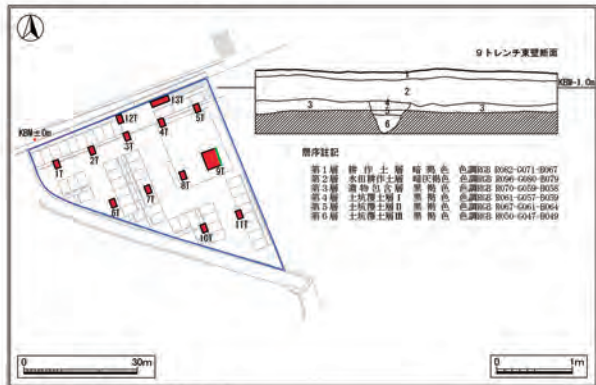 9トレンチ東壁断面
KBM-1.0m
1
2
3
4
3
5
6
KBM±0m
13T
12T
5T
4T
3T
2T
1T
9T
8T
7T
6T
11T
10T
層序註記
第1層 耕作土層 暗褐色 色調RGB R062-G071-B067
第2層 水田耕作土層 暗灰褐色 色調RGB R096-G080-B079
第3層 遺物包含層 黒褐色 色調RGB R070-G059-B058
第4層 土坑覆土層Ⅰ 黒褐色 色調RGB R061-G057-B059
第5層 土坑覆土層Ⅱ 黒褐色 色調RGB R067-G061-B064
第6層 土坑覆土層Ⅲ 黒褐色 色調RGB R050-G047-B049
0 30m
0 1m